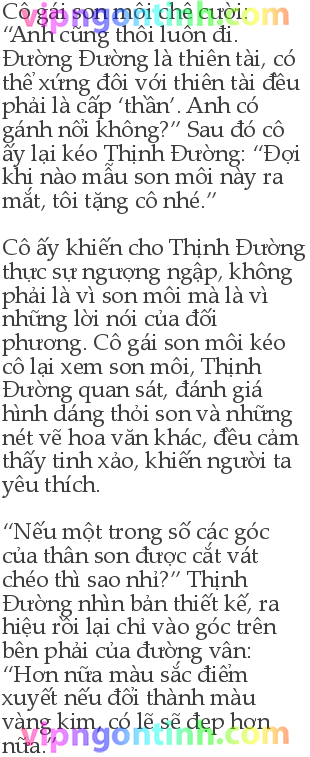 Cô gái son môi chê cười:
vipngontinh.com
“Anh cũng thôi luôn đi.
Đường Đường là thiên tài, có
thể xứng đôi với thiên tài đều
phải là cấp ‘thần’. Anh có
gánh nổi không?” Sau đó cô
ấy lại kéo Thịnh Đường: “Đợi
khi nào mẫu son môi này ra
mắt, tôi tặng cô nhé.”
Cô ấy khiến cho Thịnh Đường
thực sự ngượng ngập, không
phải là vì son môi mà là vì
những lời nói của đối
phương. Cô gái son môi kéo
cô lại xem son môi, Thịnh
Đường quan sát, đánh giá
hình dáng thỏi son và những
nét vẽ hoa văn khác, đều cảm
thấy tinh xảo, khiến người ta
yêu thích.
“Nếu một trong số các góc
của thân son được cắt vát
chéo thì sao nhỉ?” Thịnh
Đường nhìn bản thiết kế, ra
hiệu rồi lại chỉ vào góc trên
bên phải của đường vân:
“Hơn nữa màu sắc điểm
xuyết nếu đổi thành màu
vàng kim, có lẽ sẽ đẹp hơn
vipngontinh.com
nữa.”